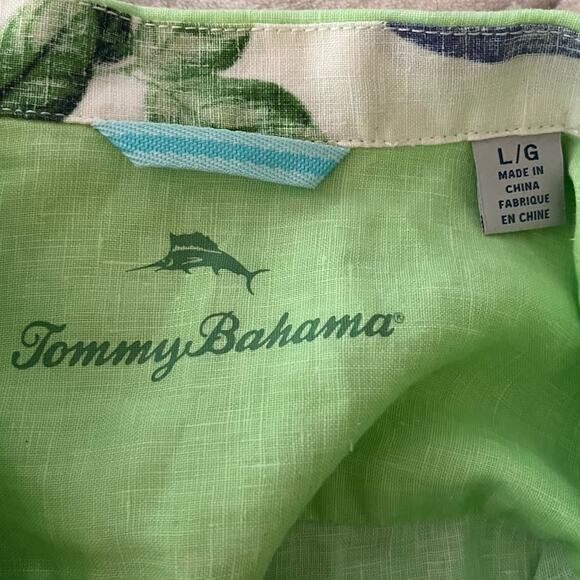 L/G
MADE IN
CHINA
FABRIQUE
EN CHINE
Tommy Bahama®